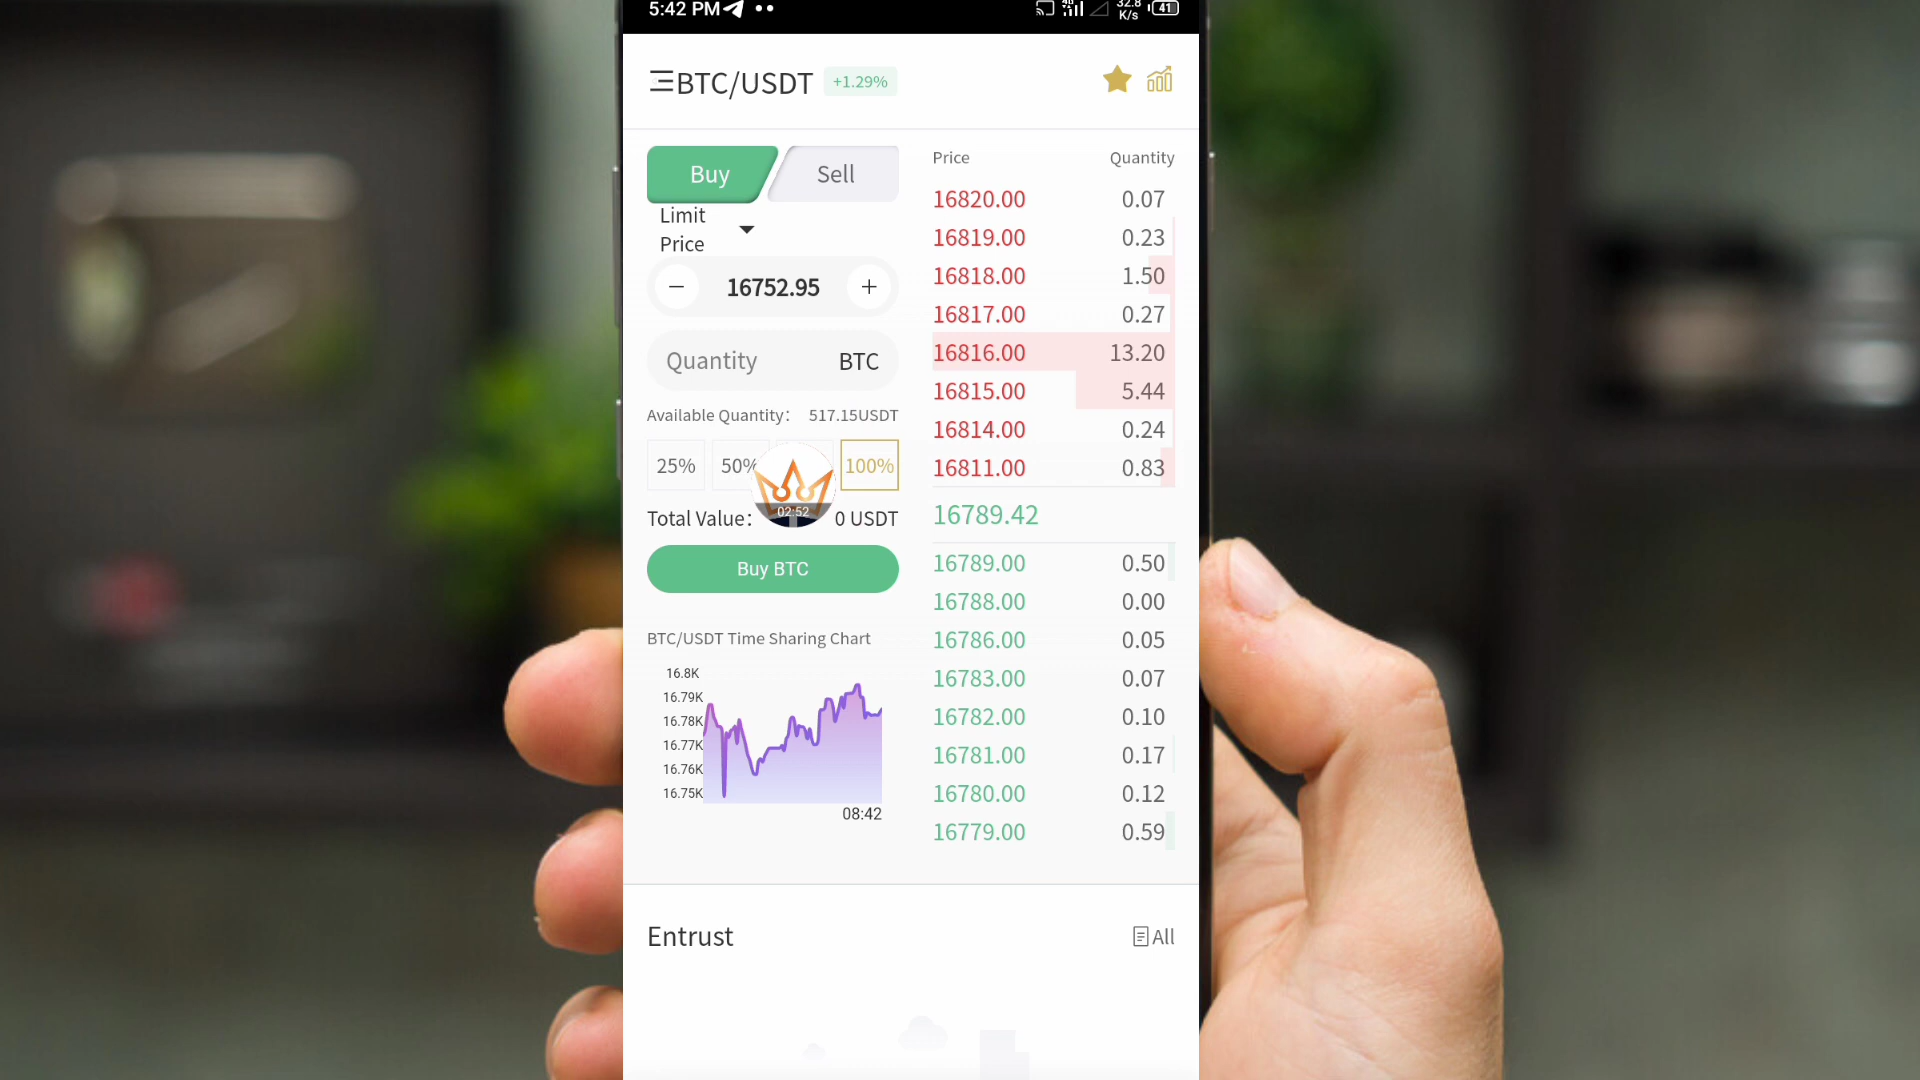 5:42 PM
4G
32.8
K/s
41
BTC/USDT +1.29%
Buy
Sell
Limit
Price
− 16752.95 +
Quantity BTC
Available Quantity: 517.15USDT
25%
50%
100%
02:52
Total Value: 0 USDT
Buy BTC
BTC/USDT Time Sharing Chart
16.8K
16.79K
16.78K
16.77K
16.76K
16.75K
08:42
Price Quantity
16820.00 0.07
16819.00 0.23
16818.00 1.50
16817.00 0.27
16816.00 13.20
16815.00 5.44
16814.00 0.24
16811.00 0.83
16789.42
16789.00 0.50
16788.00 0.00
16786.00 0.05
16783.00 0.07
16782.00 0.10
16781.00 0.17
16780.00 0.12
16779.00 0.59
Entrust
All